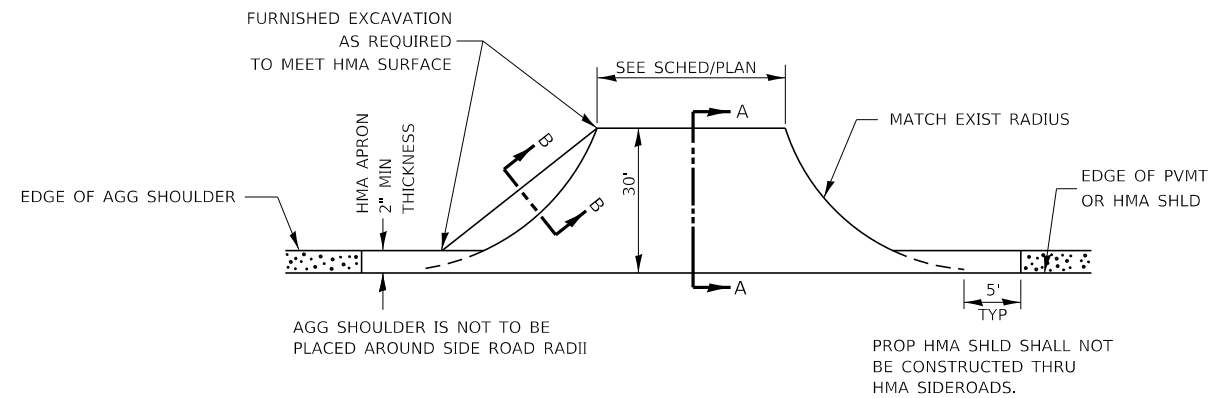 FURNISHED EXCAVATION
AS REQUIRED
TO MEET HMA SURFACE
SEE SCHED/PLAN
A
MATCH EXIST RADIUS
B
HMA APRON
2" MIN
THICKNESS
30'
EDGE OF AGG SHOULDER
B
EDGE OF PVMT
OR HMA SHLD
A
5'
TYP
AGG SHOULDER IS NOT TO BE
PLACED AROUND SIDE ROAD RADII
PROP HMA SHLD SHALL NOT
BE CONSTRUCTED THRU
HMA SIDEROADS.